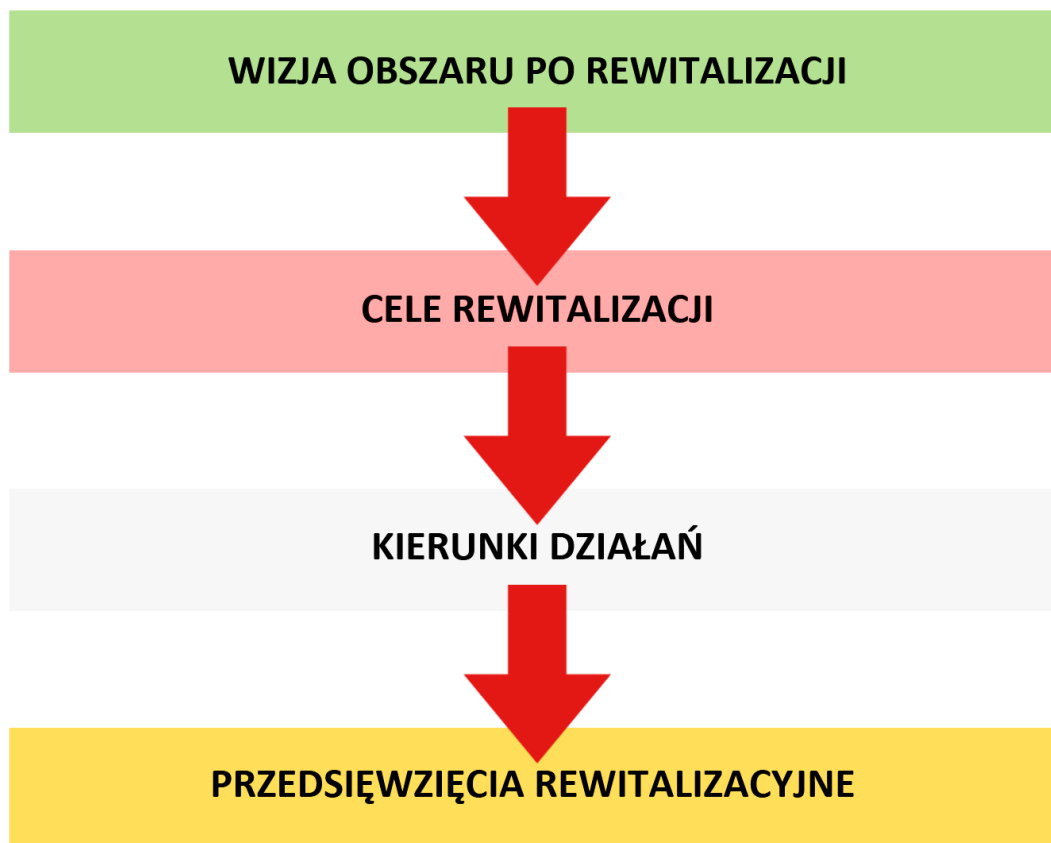 WIZJA OBSZARU PO REWITALIZACJI
CELE REWITALIZACJI
KIERUNKI DZIAŁAŃ
PRZEDSIĘWZIĘCIA REWITALIZACYJNE